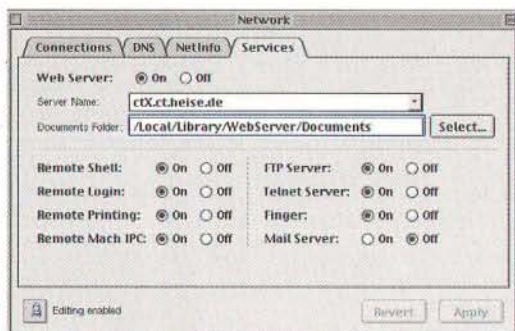 Network
Connections DNS NetInfo Services
Web Server: On Off
Server Name: ctX.ct.heise.de
Documents Folder: /Local/Library/WebServer/Documents Select...
Remote Shell: On Off FTP Server: On Off
Remote Login: On Off Telnet Server: On Off
Remote Printing: On Off Finger: On Off
Remote Mach IPC: On Off Mail Server: On Off
Editing enabled Revert Apply